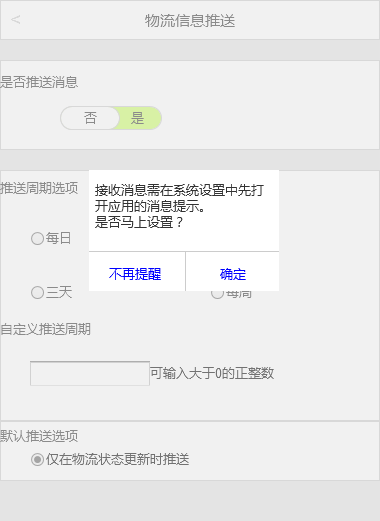 < 物流信息推送
是否推送消息
否 是
推送周期选项
接收消息需在系统设置中先打
开应用的消息提示。
是否马上设置？
每日
不再提醒 确定
三天 每周
自定义推送周期
可输入大于0的正整数
默认推送选项
仅在物流状态更新时推送